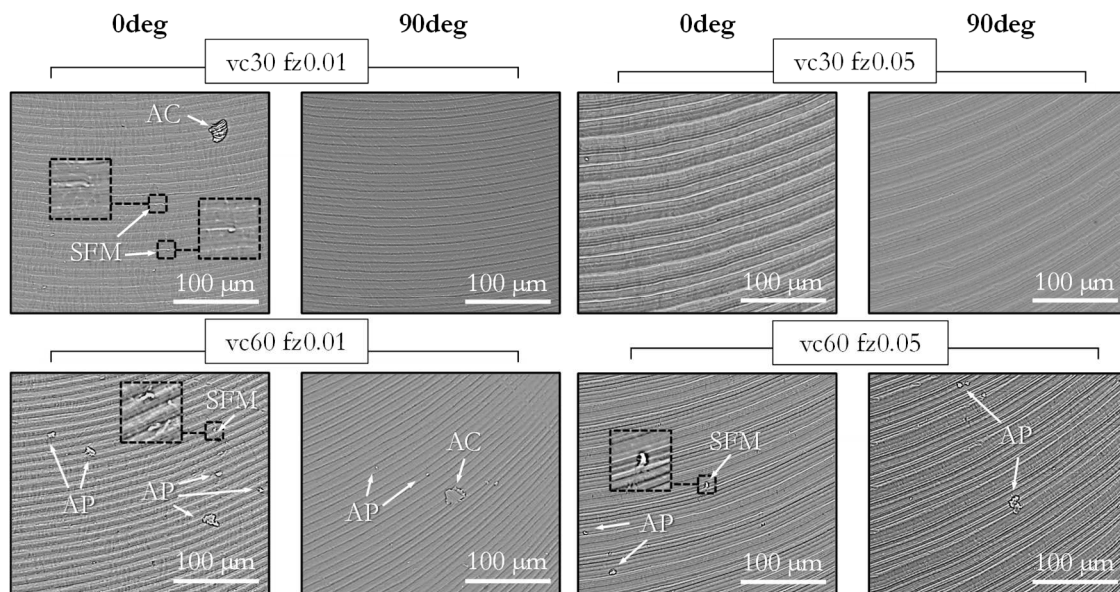 0deg 90deg 0deg 90deg
vc30 fz0.01 vc30 fz0.05
AC
SFM
100 µm 100 µm 100 µm 100 µm
vc60 fz0.01 vc60 fz0.05
SFM
AP AP
AC
AP
SFM
AP
AP
100 µm 100 µm 100 µm 100 µm